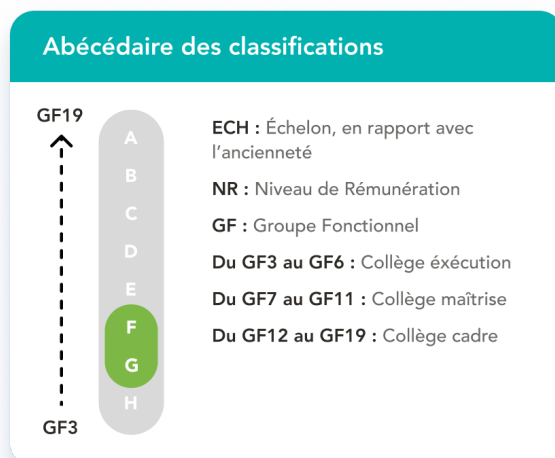 Abécédaire des classifications
GF19
A
B
C
D
E
F
G
H
GF3
ECH : Échelon, en rapport avec
l'ancienneté
NR : Niveau de Rémunération
GF : Groupe Fonctionnel
Du GF3 au GF6 : Collège éxécution
Du GF7 au GF11 : Collège maîtrise
Du GF12 au GF19 : Collège cadre